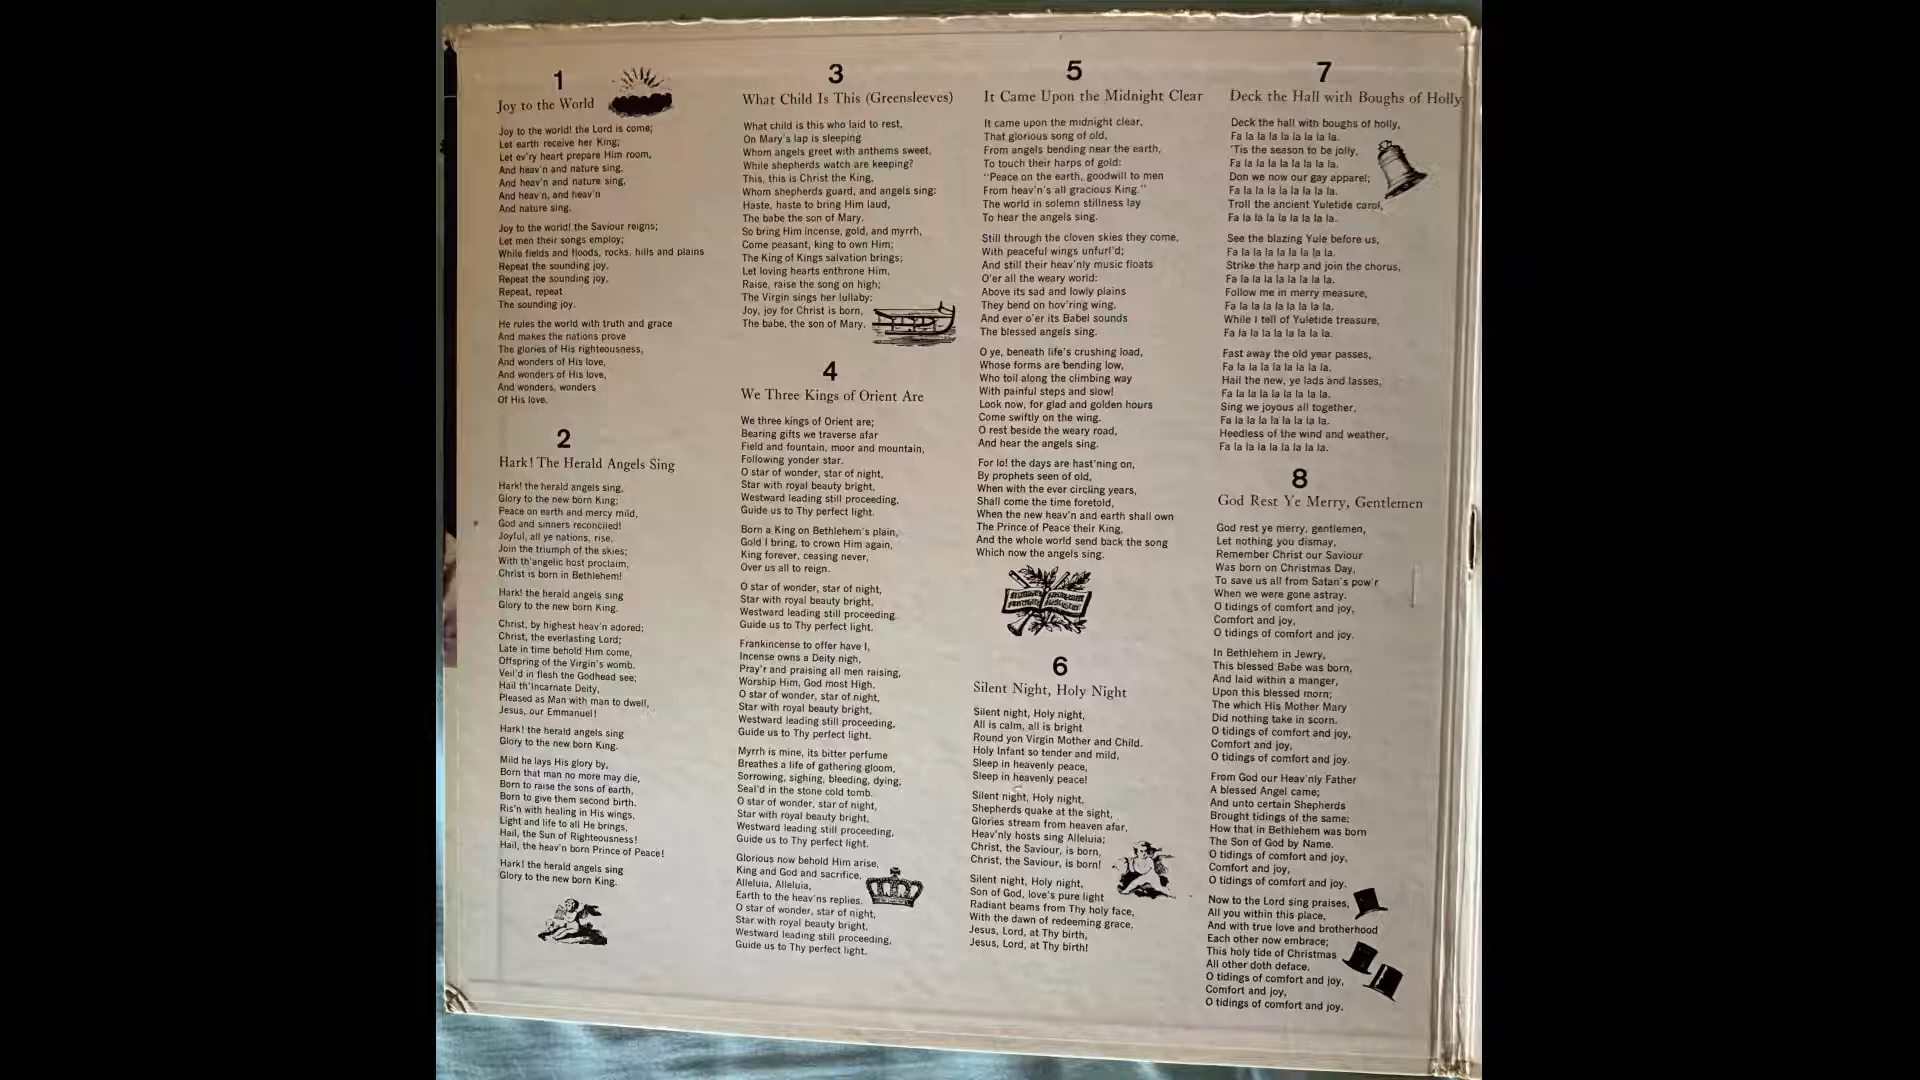 1
Joy to the World
Joy to the world! the Lord is come;
Let earth receive her King;
Let ev'ry heart prepare Him room,
And heav'n and nature sing,
And heav'n and nature sing,
And heav'n, and heav'n
And nature sing.
Joy to the world! the Saviour reigns;
Let men their songs employ;
While fields and floods, rocks, hills and plains
Repeat the sounding joy,
Repeat the sounding joy,
Repeat, repeat
The sounding joy.
He rules the world with truth and grace
And makes the nations prove
The glories of His righteousness,
And wonders of His love,
And wonders of His love,
And wonders, wonders
Of His love.
2
Hark! The Herald Angels Sing
Hark! the herald angels sing,
Glory to the new born King;
Peace on earth and mercy mild,
God and sinners reconciled!
Joyful, all ye nations, rise,
Join the triumph of the skies;
With th'angelic host proclaim,
Christ is born in Bethlehem!
Hark! the herald angels sing
Glory to the new born King.
Christ, by highest heav'n adored;
Christ, the everlasting Lord;
Late in time behold Him come,
Offspring of the Virgin's womb.
Veil'd in flesh the Godhead see;
Hail th'Incarnate Deity,
Pleased as Man with man to dwell,
Jesus, our Emmanuel!
Hark! the herald angels sing
Glory to the new born King.
Mild he lays His glory by,
Born that man no more may die,
Born to raise the sons of earth,
Born to give them second birth.
Ris'n with healing in His wings,
Light and life to all He brings,
Hail, the Sun of Righteousness!
Hail, the heav'n born Prince of Peace!
Hark! the herald angels sing
Glory to the new born King.
3
What Child Is This (Greensleeves)
What child is this who laid to rest,
On Mary's lap is sleeping
Whom angels greet with anthems sweet,
While shepherds watch are keeping?
This, this is Christ the King,
Whom shepherds guard, and angels sing:
Haste, haste to bring Him laud,
The babe the son of Mary.
So bring Him incense, gold, and myrrh,
Come peasant, king to own Him;
The King of Kings salvation brings;
Let loving hearts enthrone Him,
Raise, raise the song on high;
The Virgin sings her lullaby:
Joy, joy for Christ is born,
The babe, the son of Mary.
4
We Three Kings of Orient Are
We three kings of Orient are;
Bearing gifts we traverse afar
Field and fountain, moor and mountain,
Following yonder star.
O star of wonder, star of night,
Star with royal beauty bright,
Westward leading still proceeding,
Guide us to Thy perfect light.
Born a King on Bethlehem's plain,
Gold I bring, to crown Him again,
King forever, ceasing never,
Over us all to reign.
O star of wonder, star of night,
Star with royal beauty bright,
Westward leading still proceeding,
Guide us to Thy perfect light.
Frankincense to offer have I,
Incense owns a Deity nigh,
Pray'r and praising all men raising,
Worship Him, God most High.
O star of wonder, star of night,
Star with royal beauty bright,
Westward leading still proceeding,
Guide us to Thy perfect light.
Myrrh is mine, its bitter perfume
Breathes a life of gathering gloom,
Sorrowing, sighing, bleeding, dying,
Seal'd in the stone cold tomb.
O star of wonder, star of night,
Star with royal beauty bright,
Westward leading still proceeding,
Guide us to Thy perfect light.
Glorious now behold Him arise,
King and God and sacrifice,
Alleluia, Alleluia,
Earth to the heav'ns replies.
O star of wonder, star of night,
Star with royal beauty bright,
Westward leading still proceeding,
Guide us to Thy perfect light.
5
It Came Upon the Midnight Clear
It came upon the midnight clear,
That glorious song of old,
From angels bending near the earth,
To touch their harps of gold:
"Peace on the earth, goodwill to men
From heav'n's all gracious King."
The world in solemn stillness lay
To hear the angels sing.
Still through the cloven skies they come,
With peaceful wings unfurl'd;
And still their heav'nly music floats
O'er all the weary world:
Above its sad and lowly plains
They bend on hov'ring wing.
And ever o'er its Babel sounds
The blessed angels sing.
O ye, beneath life's crushing load,
Whose forms are bending low,
Who toil along the climbing way
With painful steps and slow!
Look now, for glad and golden hours
Come swiftly on the wing.
O rest beside the weary road,
And hear the angels sing.
For lo! the days are hast'ning on,
By prophets seen of old,
When with the ever circling years,
Shall come the time foretold,
When the new heav'n and earth shall own
The Prince of Peace their King,
And the whole world send back the song
Which now the angels sing.
6
Silent Night, Holy Night
Silent night, Holy night,
All is calm, all is bright
Round yon Virgin Mother and Child.
Holy Infant so tender and mild,
Sleep in heavenly peace,
Sleep in heavenly peace!
Silent night, Holy night,
Shepherds quake at the sight,
Glories stream from heaven afar,
Heav'nly hosts sing Alleluia;
Christ, the Saviour, is born,
Christ, the Saviour, is born!
Silent night, Holy night,
Son of God, love's pure light
Radiant beams from Thy holy face,
With the dawn of redeeming grace,
Jesus, Lord, at Thy birth,
Jesus, Lord, at Thy birth!
7
Deck the Hall with Boughs of Holly
Deck the hall with boughs of holly,
Fa la la la la la la la la.
'Tis the season to be jolly,
Fa la la la la la la la la.
Don we now our gay apparel;
Fa la la la la la la la la.
Troll the ancient Yuletide carol,
Fa la la la la la la la la.
See the blazing Yule before us,
Fa la la la la la la la la.
Strike the harp and join the chorus,
Fa la la la la la la la la.
Follow me in merry measure,
Fa la la la la la la la la.
While I tell of Yuletide treasure,
Fa la la la la la la la la.
Fast away the old year passes,
Fa la la la la la la la la.
Hail the new, ye lads and lasses,
Fa la la la la la la la la.
Sing we joyous all together,
Fa la la la la la la la la.
Heedless of the wind and weather,
Fa la la la la la la la la.
8
God Rest Ye Merry, Gentlemen
God rest ye merry, gentlemen,
Let nothing you dismay,
Remember Christ our Saviour
Was born on Christmas Day,
To save us all from Satan's pow'r
When we were gone astray.
O tidings of comfort and joy,
Comfort and joy,
O tidings of comfort and joy.
In Bethlehem in Jewry,
This blessed Babe was born,
And laid within a manger,
Upon this blessed morn;
The which His Mother Mary
Did nothing take in scorn.
O tidings of comfort and joy,
Comfort and joy,
O tidings of comfort and joy.
From God our Heav'nly Father
A blessed Angel came;
And unto certain Shepherds
Brought tidings of the same:
How that in Bethlehem was born
The Son of God by Name.
O tidings of comfort and joy,
Comfort and joy,
O tidings of comfort and joy.
Now to the Lord sing praises,
All you within this place,
And with true love and brotherhood
Each other now embrace;
This holy tide of Christmas
All other doth deface.
O tidings of comfort and joy,
Comfort and joy,
O tidings of comfort and joy.